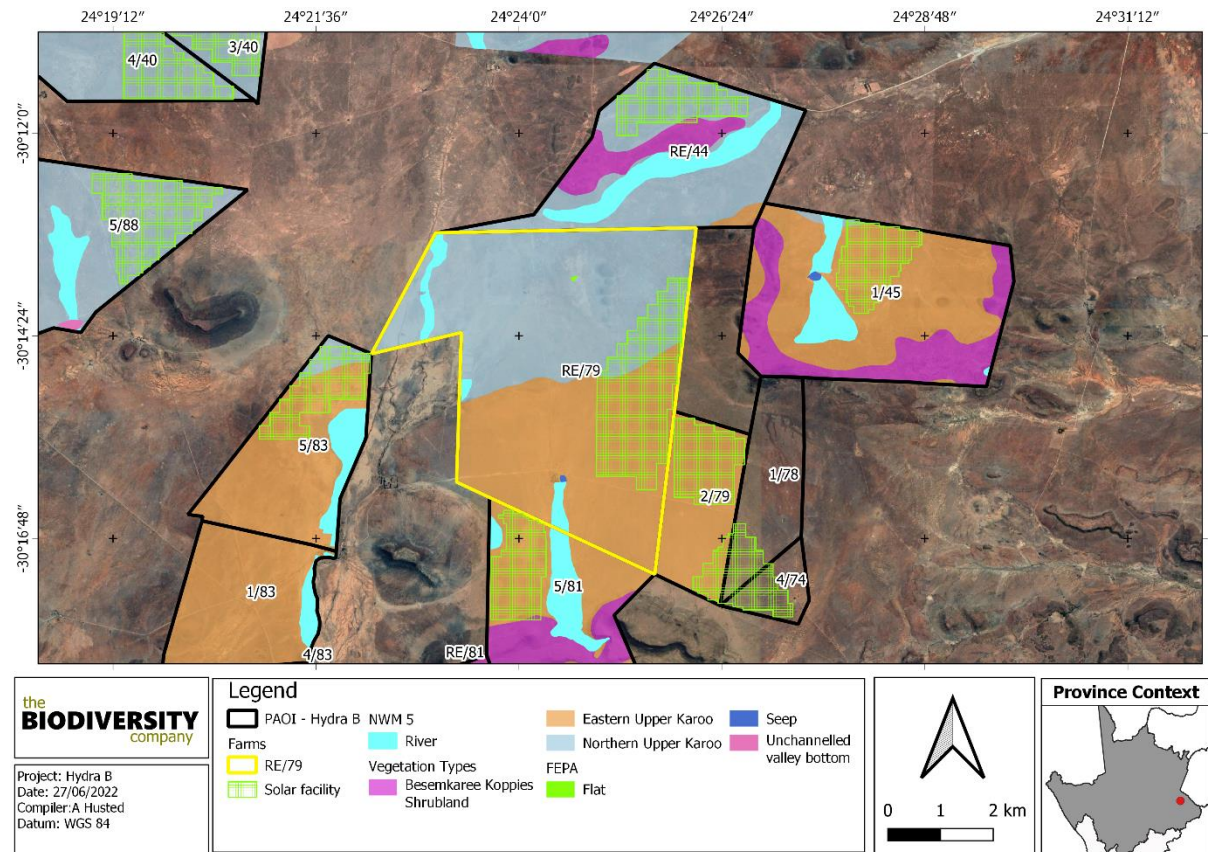 24°19'12" 24°21'36" 24°24'0" 24°26'24" 24°28'48" 24°31'12"
3/40
4/40
-30°12'0"
RE/44
5/88
1/45
-30°14'24"
RE/79
5/83
1/78
2/79
-30°16'48"
4/74
5/81
1/83
RE/81
4/83
the
BIODIVERSITY
company
Project: Hydra B
Date: 27/06/2022
Compiler:A Husted
Datum: WGS 84
Legend
PAOI - Hydra B
Farms
RE/79
Solar facility
NWM 5
River
Vegetation Types
Besemkaree Koppies
Shrubland
Eastern Upper Karoo
Northern Upper Karoo
FEPA
Flat
Seep
Unchannelled
valley bottom
0 1 2 km
Province Context